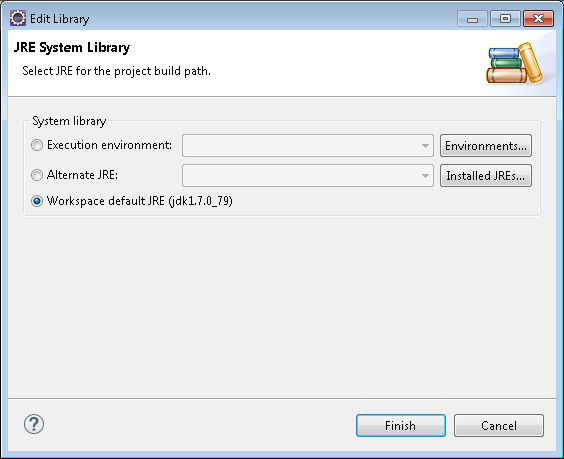 Edit Library
JRE System Library
Select JRE for the project build path.
System library
Execution environment: Environments...
Alternate JRE: Installed JREs...
Workspace default JRE (jdk1.7.0_79)
? Finish Cancel